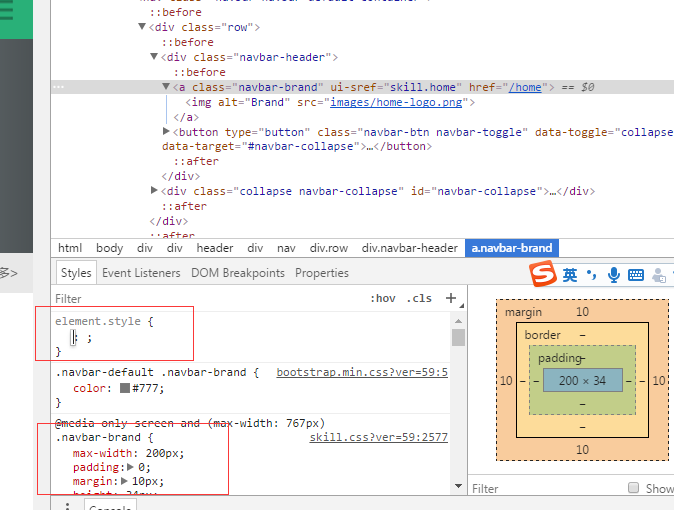 ::before
▼<div class="row">
::before
▼<div class="navbar-header">
::before
▼<a class="navbar-brand" ui-sref="skill.home" href="/home"> == $0
<img alt="Brand" src="images/home-logo.png">
</a>
▶<button type="button" class="navbar-btn navbar-toggle" data-toggle="collapse
data-target="#navbar-collapse">…</button>
::after
</div>
▶<div class="collapse navbar-collapse" id="navbar-collapse">…</div>
::after
</div>
::after
多>
html body div div header div nav div.row div.navbar-header a.navbar-brand
Styles Event Listeners DOM Breakpoints Properties
英
Filter :hov .cls +
element.style {
: ;
}
.navbar-default .navbar-brand { bootstrap.min.css?ver=59:5
color: #777;
}
@media only screen and (max-width: 767px)
.navbar-brand { skill.css?ver=59:2577
max-width: 200px;
padding:▶ 0;
margin:▶ 10px;
height: 34px;
margin 10
border –
padding –
10 – – 200 × 34 – – 10
–
–
10
Filter Show
Console